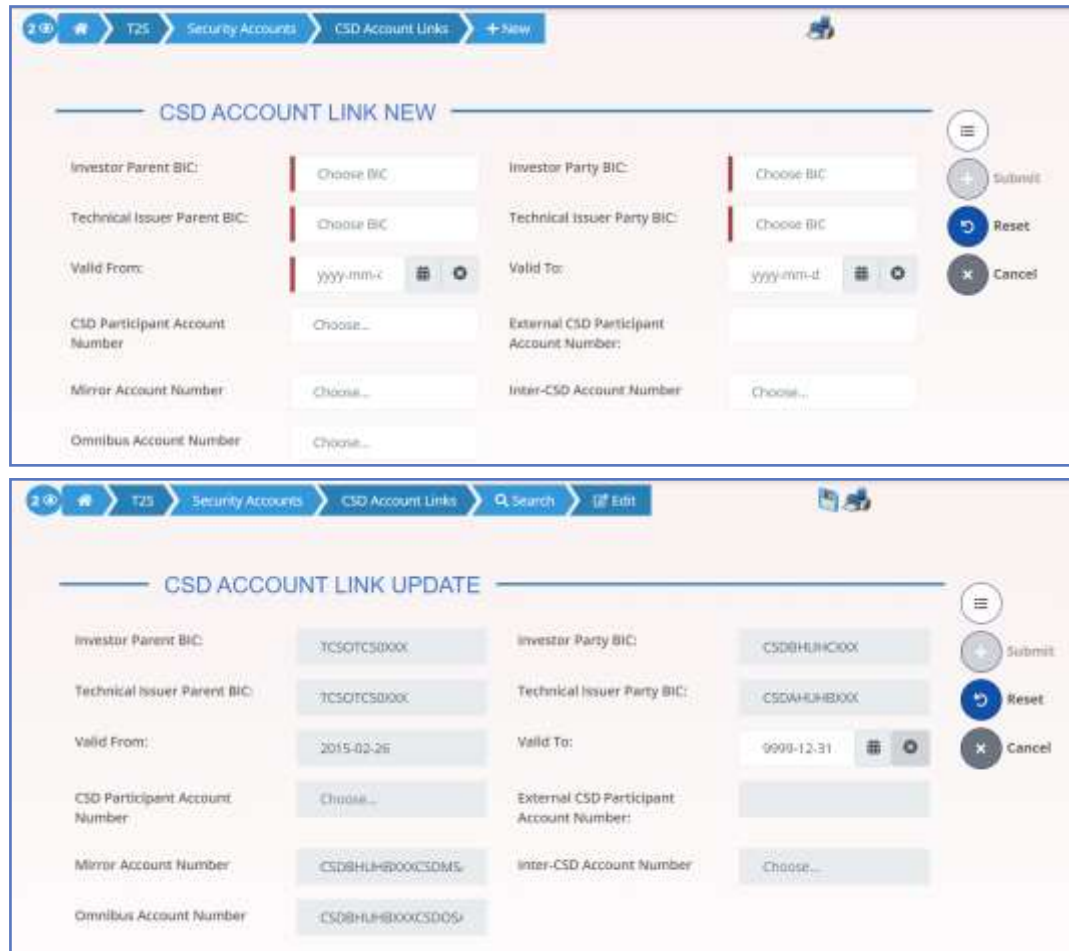 2 T2S Security Accounts CSD Account Links + New
CSD ACCOUNT LINK NEW
Investor Parent BIC: Choose BIC Investor Party BIC: Choose BIC
Submit
Technical Issuer Parent BIC: Choose BIC Technical Issuer Party BIC: Choose BIC
Reset
Valid From: yyyy-mm-c Valid To: yyyy-mm-d
Cancel
CSD Participant Account Number Choose... External CSD Participant Account Number:
Mirror Account Number Choose... Inter-CSD Account Number Choose...
Omnibus Account Number Choose...
2 T2S Security Accounts CSD Account Links Search Edit
CSD ACCOUNT LINK UPDATE
Investor Parent BIC: Investor Party BIC:
Submit
Technical Issuer Parent BIC: Technical Issuer Party BIC:
Reset
Valid From: 2015-02-26 Valid To: 9999-12-31
Cancel
CSD Participant Account Number Choose... External CSD Participant Account Number:
Mirror Account Number Inter-CSD Account Number Choose...
Omnibus Account Number